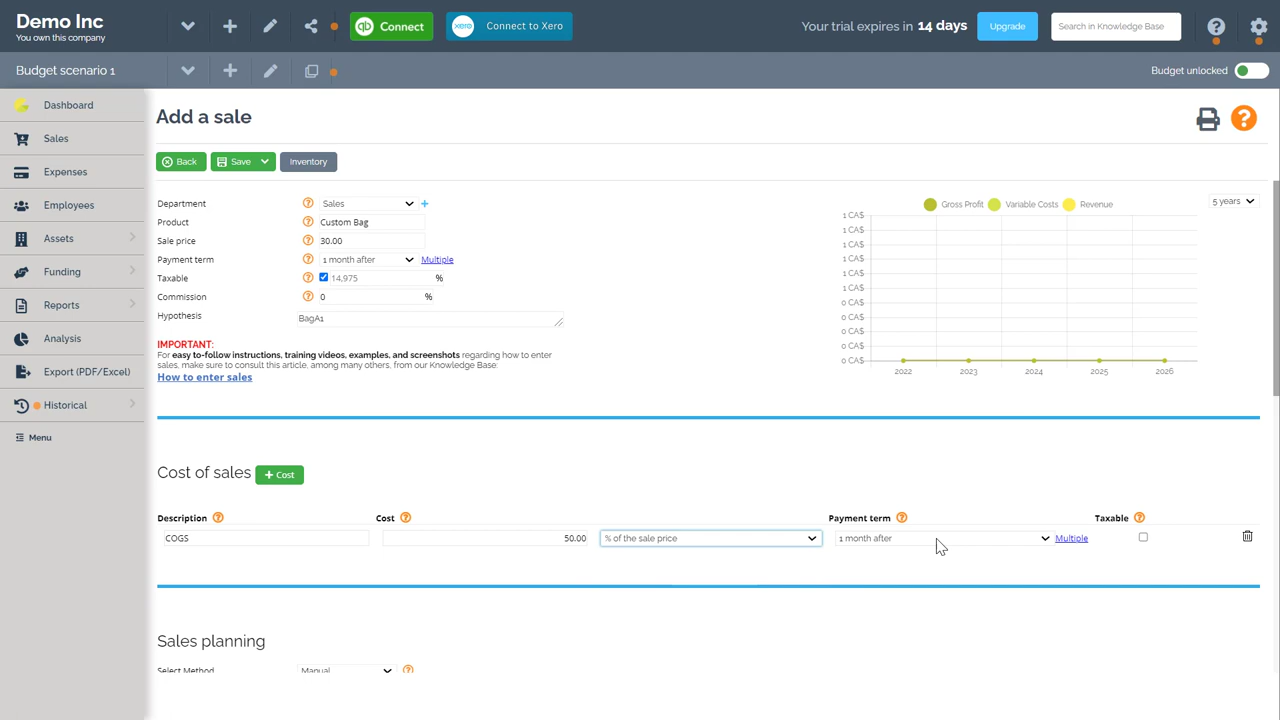 Demo Inc
You own this company
qb Connect
xero Connect to Xero
Your trial expires in 14 days
Upgrade
Search in Knowledge Base
Budget scenario 1
Budget unlocked
Dashboard
Sales
Expenses
Employees
Assets
Funding
Reports
Analysis
Export (PDF/Excel)
Historical
Menu
Add a sale
Back
Save
Inventory
Department Sales
Product Custom Bag
Sale price 30.00
Payment term 1 month after Multiple
Taxable 14,975 %
Commission 0 %
Hypothesis BagA1
IMPORTANT:
For easy to-follow instructions, training videos, examples, and screenshots regarding how to enter
sales, make sure to consult this article, among many others, from our Knowledge Base:
How to enter sales
Gross Profit Variable Costs Revenue
5 years
1 CA$
1 CA$
1 CA$
1 CA$
1 CA$
1 CA$
0 CA$
0 CA$
0 CA$
0 CA$
0 CA$
2022 2023 2024 2025 2026
Cost of sales + Cost
Description Cost Payment term Taxable
COGS 50.00 % of the sale price 1 month after Multiple
Sales planning
Select Method Manual